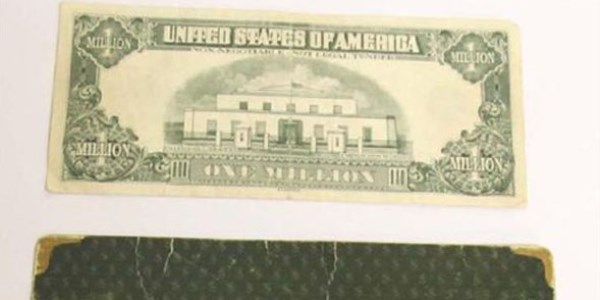 1
MILLION
UNITED STATES OF AMERICA
1
MILLION
NON-NEGOTIABLE NOT LEGAL TENDER
1
MILLION
ONE MILLION
1
MILLION